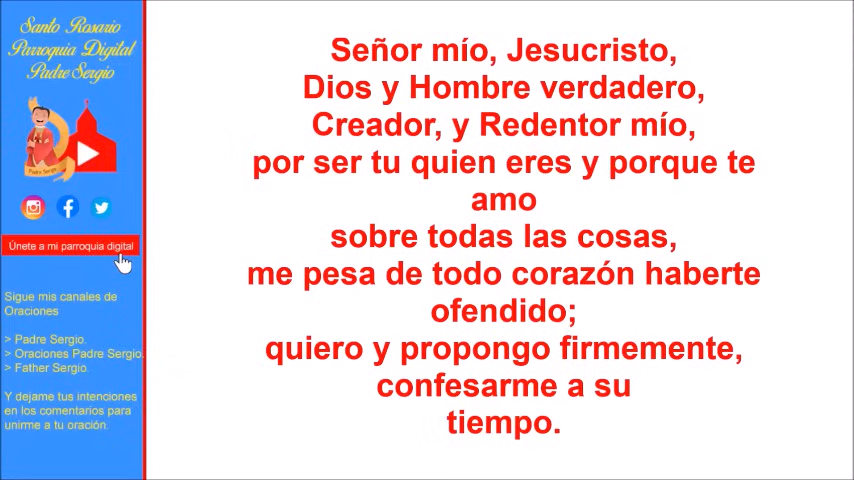 Santo Rosario
Parroquia Digital
Padre Sergio
Padre Sergio
Únete a mi parroquia digital
Sigue mis canales de
Oraciones
> Padre Sergio.
> Oraciones Padre Sergio.
> Father Sergio.
Y dejame tus intenciones
en los comentarios para
unirme a tu oración.
Señor mío, Jesucristo,
Dios y Hombre verdadero,
Creador, y Redentor mío,
por ser tu quien eres y porque te
amo
sobre todas las cosas,
me pesa de todo corazón haberte
ofendido;
quiero y propongo firmemente,
confesarme a su
tiempo.